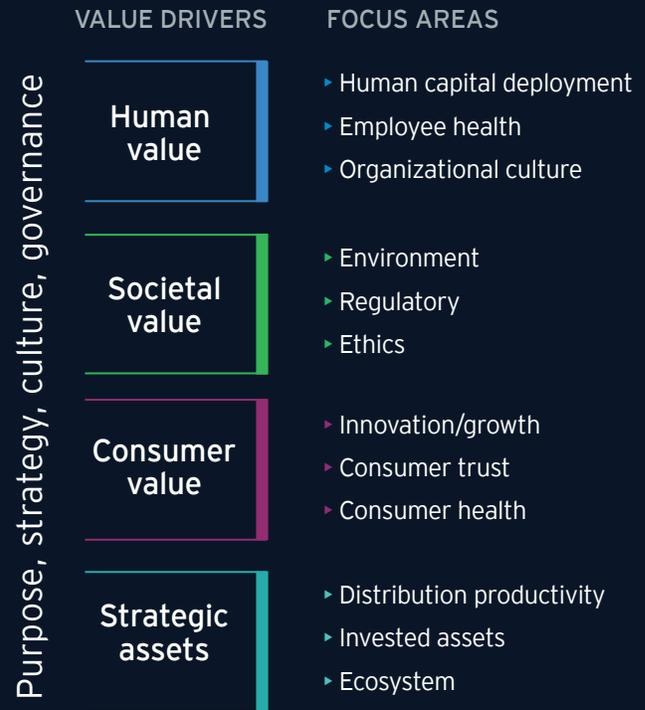 VALUE DRIVERS
FOCUS AREAS
Purpose, strategy, culture, governance
Human
value
Human capital deployment
Employee health
Organizational culture
Societal
value
Environment
Regulatory
Ethics
Consumer
value
Innovation/growth
Consumer trust
Consumer health
Strategic
assets
Distribution productivity
Invested assets
Ecosystem